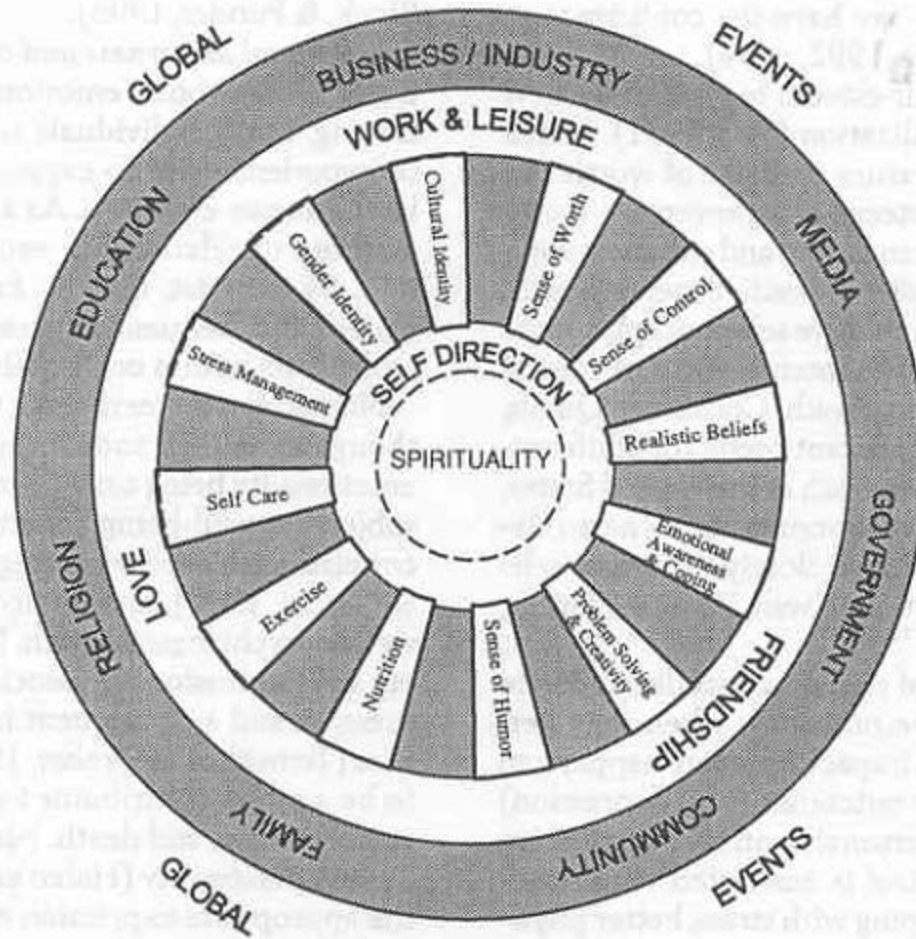 GLOBAL
EVENTS
BUSINESS / INDUSTRY
MEDIA
GOVERNMENT
COMMUNITY
FAMILY
RELIGION
EDUCATION
WORK & LEISURE
FRIENDSHIP
LOVE
Cultural Identity
Sense of Worth
Sense of Control
Realistic Beliefs
Emotional
Awareness
& Coping
Problem Solving
& Creativity
Sense of Humor
Nutrition
Exercise
Self Care
Stress Management
Gender Identity
SELF DIRECTION
SPIRITUALITY
GLOBAL
EVENTS